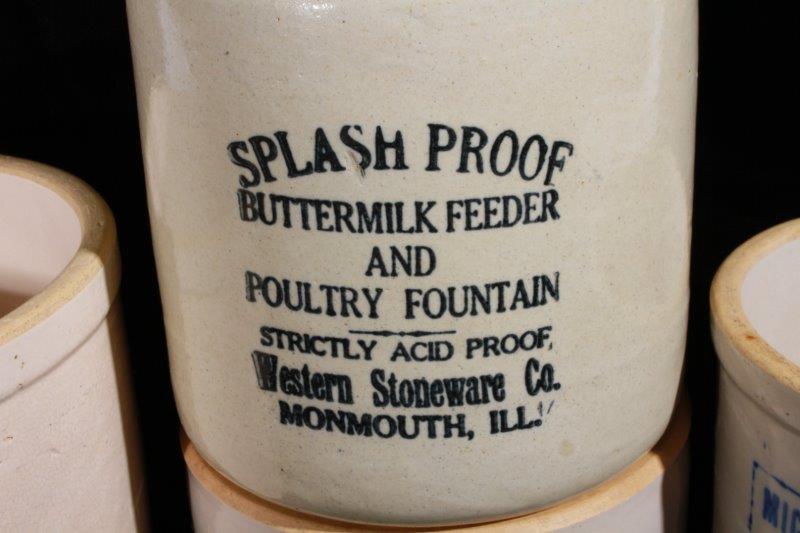 SPLASH PROOF
BUTTERMILK FEEDER
AND
POULTRY FOUNTAIN
STRICTLY ACID PROOF.
Western Stoneware Co.
MONMOUTH, ILL.